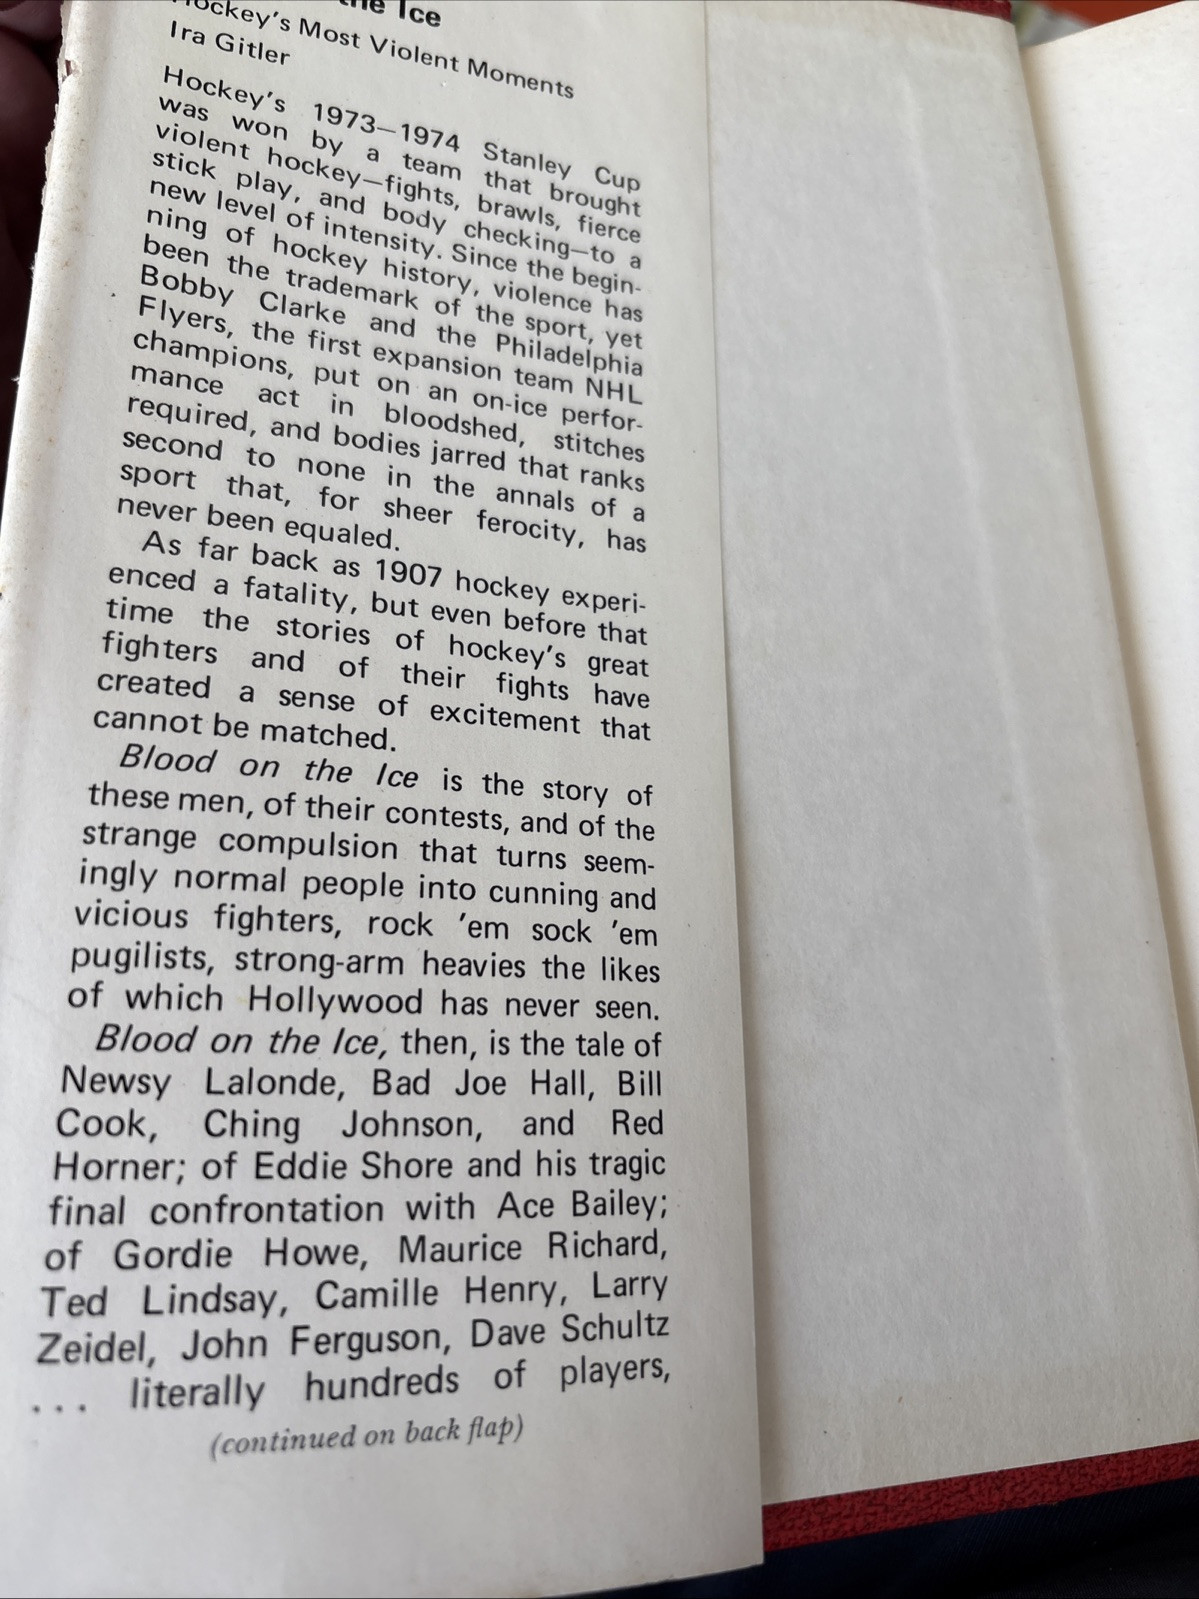 the Ice
Hockey's Most Violent Moments
Ira Gitler
Hockey's 1973–1974 Stanley Cup
was won by a team that brought
violent hockey—fights, brawls, fierce
stick play, and body checking—to a
new level of intensity. Since the begin-
ning of hockey history, violence has
been the trademark of the sport, yet
Bobby Clarke and the Philadelphia
Flyers, the first expansion team NHL
champions, put on an on-ice perfor-
mance act in bloodshed, stitches
required, and bodies jarred that ranks
second to none in the annals of a
sport that, for sheer ferocity, has
never been equaled.
As far back as 1907 hockey experi-
enced a fatality, but even before that
time the stories of hockey's great
fighters and of their fights have
created a sense of excitement that
cannot be matched.
Blood on the Ice is the story of
these men, of their contests, and of the
strange compulsion that turns seem-
ingly normal people into cunning and
vicious fighters, rock 'em sock 'em
pugilists, strong-arm heavies the likes
of which Hollywood has never seen.
Blood on the Ice, then, is the tale of
Newsy Lalonde, Bad Joe Hall, Bill
Cook, Ching Johnson, and Red
Horner; of Eddie Shore and his tragic
final confrontation with Ace Bailey;
of Gordie Howe, Maurice Richard,
Ted Lindsay, Camille Henry, Larry
Zeidel, John Ferguson, Dave Schultz
. . . literally hundreds of players,
(continued on back flap)